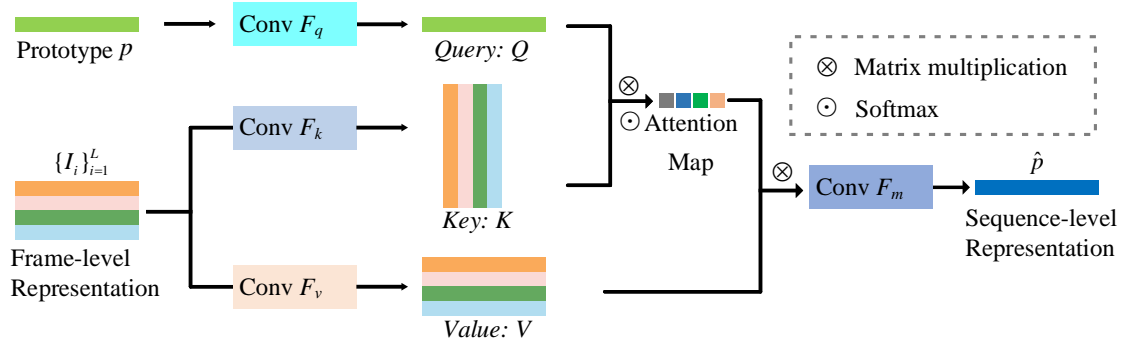 Prototype p
Conv F_q
Query: Q
{I_i}_{i=1}^L
Frame-level
Representation
Conv F_k
Key: K
Conv F_v
Value: V
⊗
⊙ Attention
Map
⊗
Conv F_m
p̂
Sequence-level
Representation
⊗ Matrix multiplication
⊙ Softmax